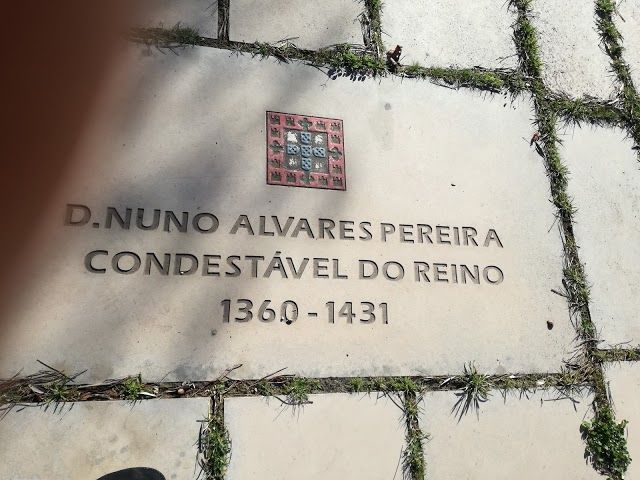 D. NUNO ALVARES PEREIRA
CONDESTÁVEL DO REINO
1360 - 1431